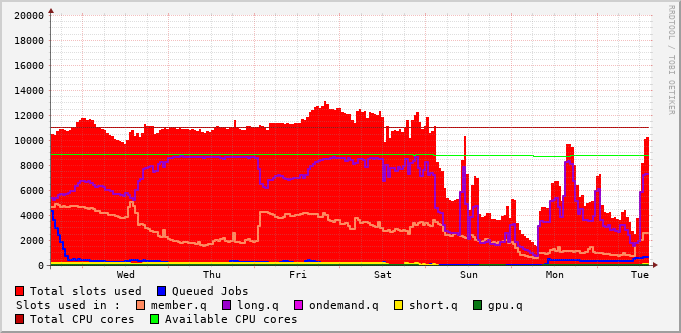 RRDTOOL / TOBI OETIKER
20000
18000
16000
14000
12000
10000
8000
6000
4000
2000
0
Wed Thu Fri Sat Sun Mon Tue
Total slots used Queued Jobs
Slots used in : member.q long.q ondemand.q short.q gpu.q
Total CPU cores Available CPU cores